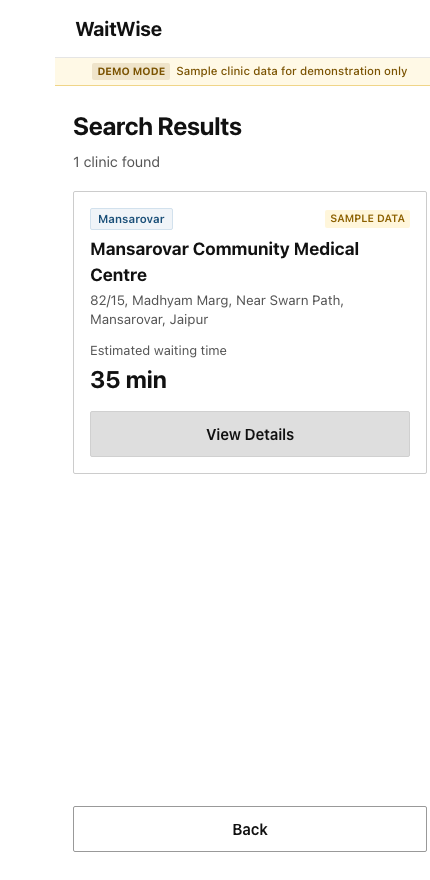 WaitWise
DEMO MODE Sample clinic data for demonstration only
Search Results
1 clinic found
Mansarovar SAMPLE DATA
Mansarovar Community Medical
Centre
82/15, Madhyam Marg, Near Swarn Path,
Mansarovar, Jaipur
Estimated waiting time
35 min
View Details
Back